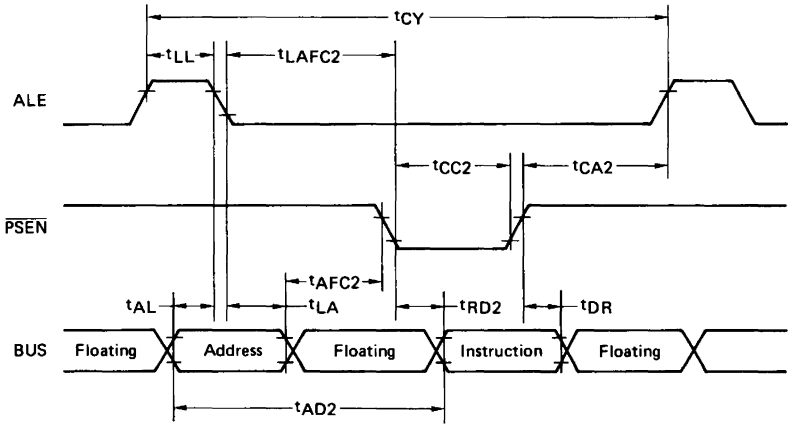 tCY
tLL
tLAFC2
ALE
tCC2
tCA2
PSEN
tAFC2
tAL
tLA
tRD2
tDR
BUS
Floating
Address
Floating
Instruction
Floating
tAD2